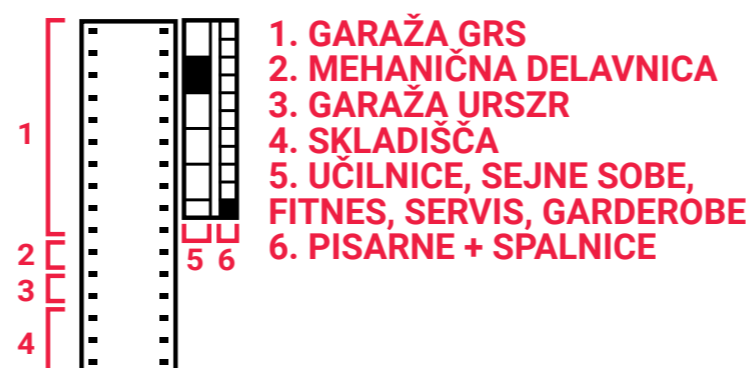 1. GARAŽA GRS
2. MEHANIČNA DELAVNICA
3. GARAŽA URSZR
4. SKLADIŠČA
5. UČILNICE, SEJNE SOBE,
FITNES, SERVIS, GARDEROBE
6. PISARNE + SPALNICE
1
2
3
4
5 6